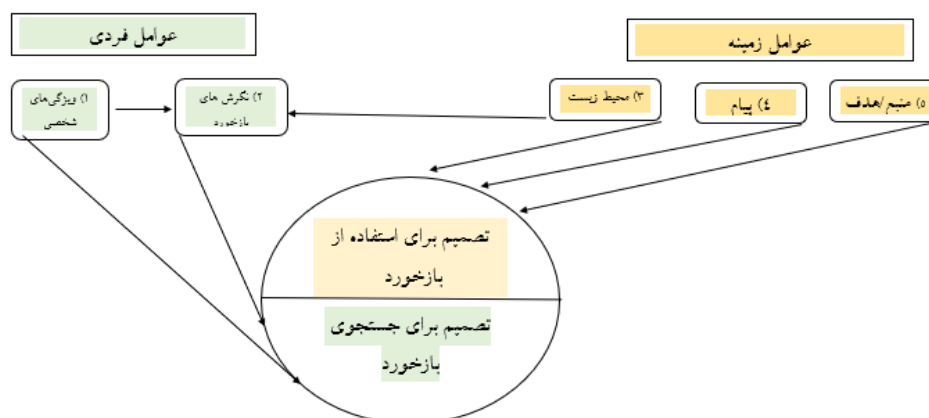 عوامل زمینه
عوامل فردی
۵) منبع/هدف
۴) پیام
۳) محیط زیست
۲) نگرش های
بازخورد
۱) ویژگی‌های
شخصی
تصمیم برای استفاده از
بازخورد
تصمیم برای جستجوی
بازخورد